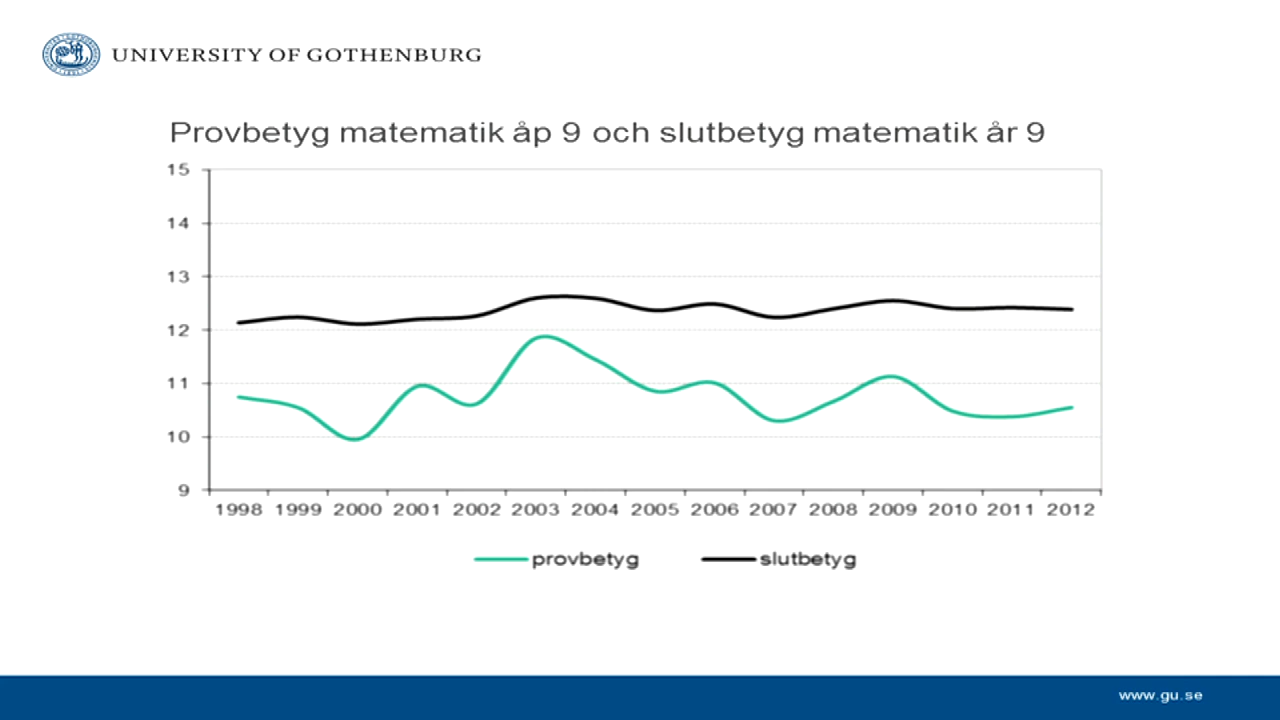 UNIVERSITY OF GOTHENBURG
Provbetyg matematik åp 9 och slutbetyg matematik år 9
15
14
13
12
11
10
9
1998 1999 2000 2001 2002 2003 2004 2005 2006 2007 2008 2009 2010 2011 2012
provbetyg slutbetyg
www.gu.se